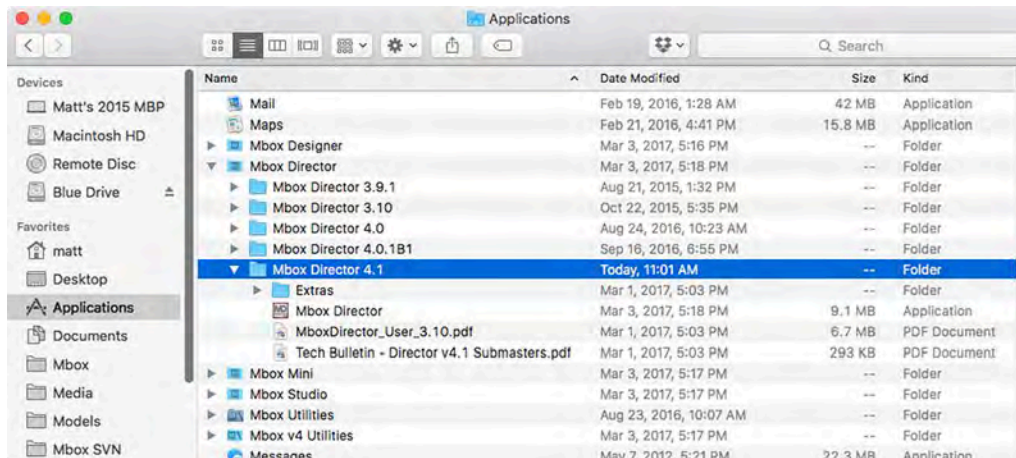 Applications
Search
Devices
Matt's 2015 MBP
Macintosh HD
Remote Disc
Blue Drive
Favorites
matt
Desktop
Applications
Documents
Mbox
Media
Models
Mbox SVN
Name Date Modified Size Kind
Mail Feb 19, 2016, 1:28 AM 42 MB Application
Maps Feb 21, 2016, 4:41 PM 15.8 MB Application
Mbox Designer Mar 3, 2017, 5:16 PM -- Folder
Mbox Director Mar 3, 2017, 5:18 PM -- Folder
Mbox Director 3.9.1 Aug 21, 2015, 1:32 PM -- Folder
Mbox Director 3.10 Oct 22, 2015, 5:35 PM -- Folder
Mbox Director 4.0 Aug 24, 2016, 10:23 AM -- Folder
Mbox Director 4.0.1B1 Sep 16, 2016, 6:55 PM -- Folder
Mbox Director 4.1 Today, 11:01 AM -- Folder
Extras Mar 1, 2017, 5:03 PM -- Folder
Mbox Director Mar 3, 2017, 5:18 PM 9.1 MB Application
MboxDirector_User_3.10.pdf Mar 1, 2017, 5:03 PM 6.7 MB PDF Document
Tech Bulletin - Director v4.1 Submasters.pdf Mar 1, 2017, 5:03 PM 293 KB PDF Document
Mbox Mini Mar 3, 2017, 5:17 PM -- Folder
Mbox Studio Mar 3, 2017, 5:17 PM -- Folder
Mbox Utilities Aug 23, 2016, 10:07 AM -- Folder
Mbox v4 Utilities Mar 3, 2017, 5:17 PM -- Folder
Messages May 7, 2012, 5:21 PM 22.3 MB Application